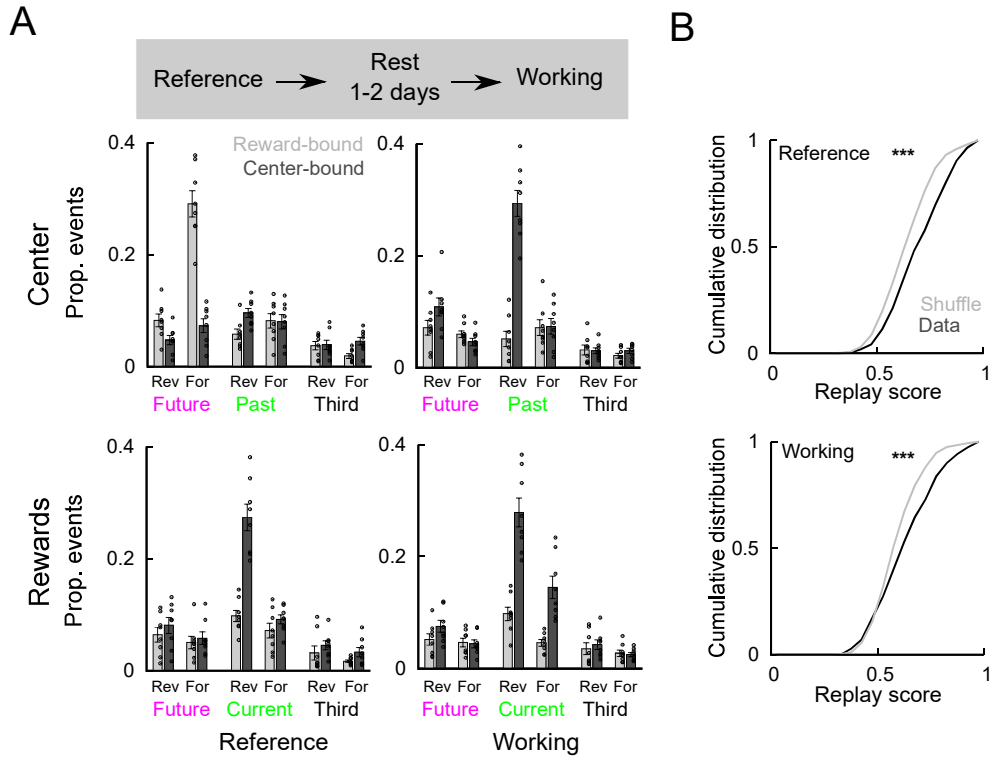 A
B
Reference
Rest
1-2 days
Working
Center
Prop. events
0.4
0.2
0
Reward-bound
Center-bound
Rev For
Rev For
Rev For
Future
Past
Third
0.4
0.2
0
Rev For
Rev For
Rev For
Future
Past
Third
Rewards
Prop. events
0.4
0.2
0
Rev For
Rev For
Rev For
Future
Current
Third
Reference
0.4
0.2
0
Rev For
Rev For
Rev For
Future
Current
Third
Working
Cumulative distribution
1
0.5
0
Reference
***
Shuffle
Data
0
0.5
1
Replay score
Cumulative distribution
1
0.5
0
Working
***
0
0.5
1
Replay score